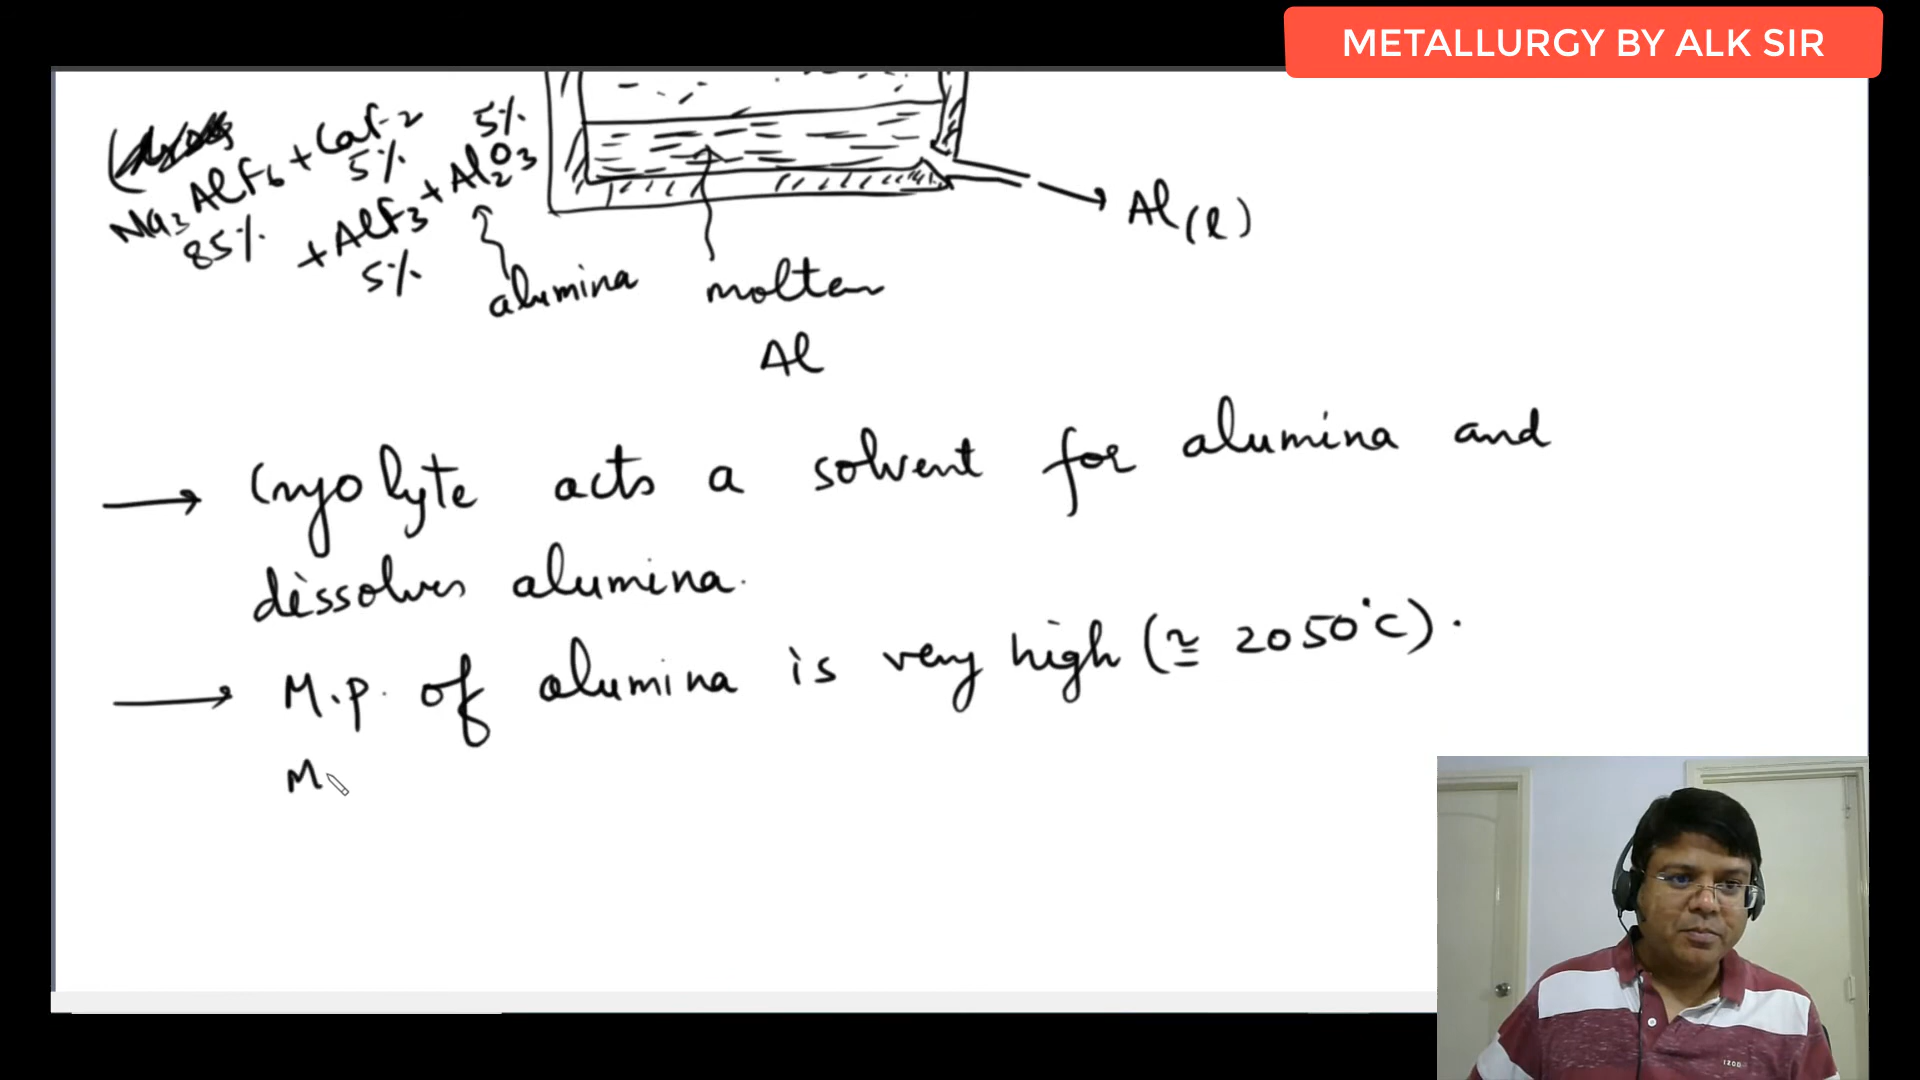 METALLURGY BY ALK SIR
Na3AlF6 + CaF2 5%
85% 5%
+ AlF3 + Al2O3
5%
alumina
molten
Al
Al(l)
→ Cryolyte acts a solvent for alumina and
dissolves alumina.
→ M.p. of alumina is very high (≅ 2050°C).
M.
IZOD